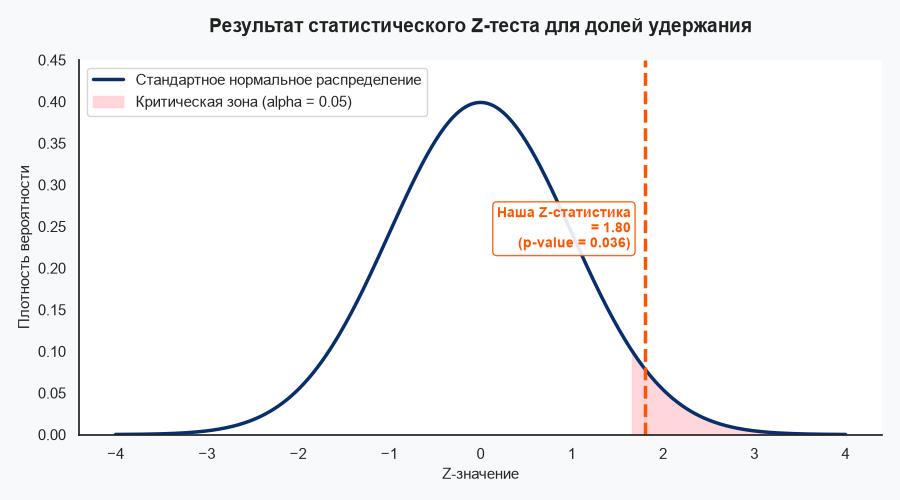 Результат статистического Z-теста для долей удержания
Стандартное нормальное распределение
Критическая зона (alpha = 0.05)
Наша Z-статистика
= 1.80
(p-value = 0.036)
Плотность вероятности
0.45
0.40
0.35
0.30
0.25
0.20
0.15
0.10
0.05
0.00
−4 −3 −2 −1 0 1 2 3 4
Z-значение